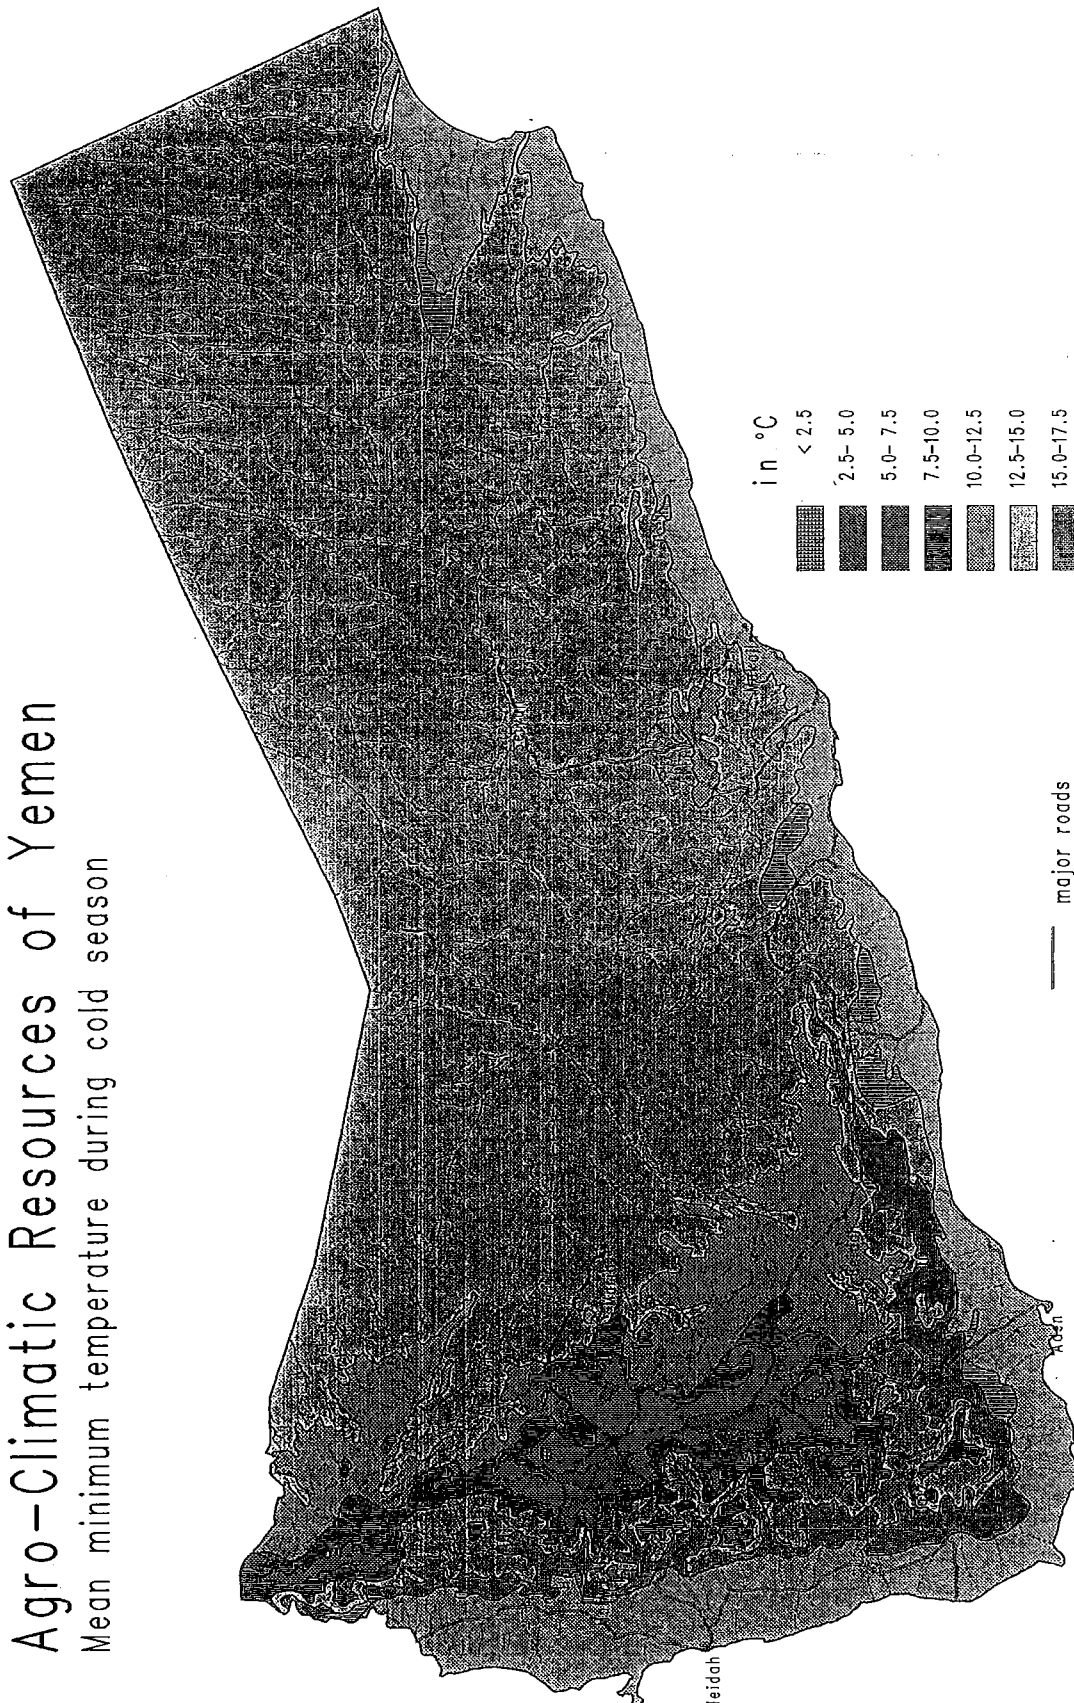 Agro-Climatic Resources of Yemen
Mean minimum temperature during cold season
in °C
< 2.5
2.5- 5.0
5.0- 7.5
7.5-10.0
10.0-12.5
12.5-15.0
15.0-17.5
major roads
Aden
leidah